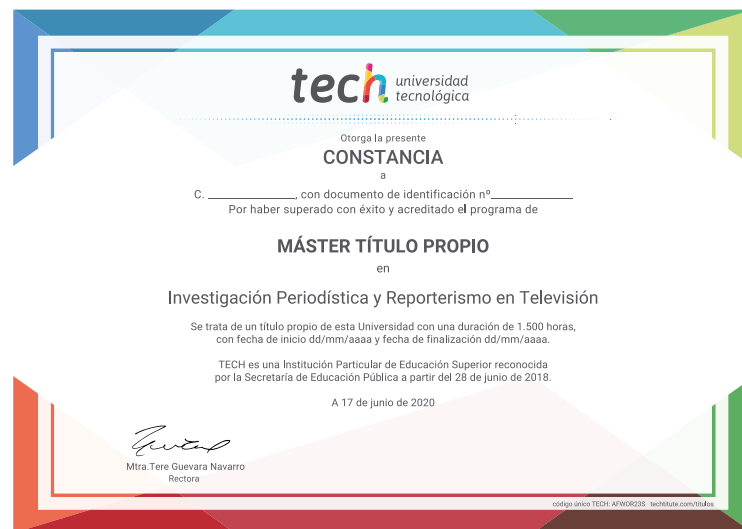 tech universidad
tecnológica
Otorga la presente
CONSTANCIA
a
C. ______________, con documento de identificación nº______________
Por haber superado con éxito y acreditado el programa de
MÁSTER TÍTULO PROPIO
en
Investigación Periodística y Reporterismo en Televisión
Se trata de un título propio de esta Universidad con una duración de 1.500 horas,
con fecha de inicio dd/mm/aaaa y fecha de finalización dd/mm/aaaa.
TECH es una Institución Particular de Educación Superior reconocida
por la Secretaría de Educación Pública a partir del 28 de junio de 2018.
A 17 de junio de 2020
Mtra.Tere Guevara Navarro
Rectora
código único TECH: AFWOR23S techtitute.com/títulos